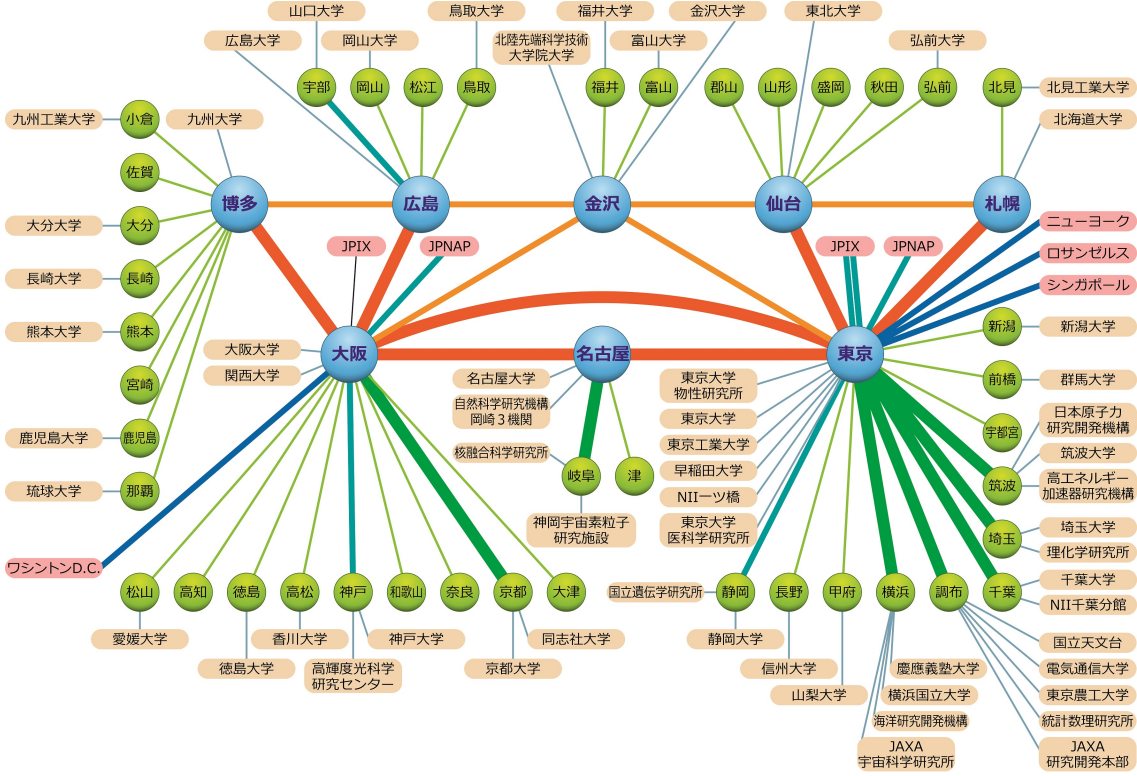 山口大学
鳥取大学
福井大学
金沢大学
東北大学
広島大学
岡山大学
北陸先端科学技術
大学院大学
富山大学
弘前大学
宇部
岡山
松江
鳥取
福井
富山
郡山
山形
盛岡
秋田
弘前
北見
北見工業大学
九州工業大学
小倉
九州大学
北海道大学
佐賀
博多
広島
金沢
仙台
札幌
大分大学
大分
JPIX
JPNAP
JPIX
JPNAP
ニューヨーク
ロサンゼルス
シンガポール
長崎大学
長崎
熊本大学
熊本
新潟
新潟大学
大阪大学
関西大学
大阪
名古屋
東京
宮崎
名古屋大学
自然科学研究機構
岡崎3機関
東京大学
物性研究所
前橋
群馬大学
東京大学
日本原子力
研究開発機構
鹿児島大学
鹿児島
核融合科学研究所
東京工業大学
宇都宮
筑波大学
早稲田大学
琉球大学
那覇
岐阜
津
NII一ツ橋
筑波
高エネルギー
加速器研究機構
神岡宇宙素粒子
研究施設
東京大学
医科学研究所
埼玉
埼玉大学
理化学研究所
ワシントンD.C.
松山
高知
徳島
高松
神戸
和歌山
奈良
京都
大津
国立遺伝学研究所
静岡
長野
甲府
横浜
調布
千葉
千葉大学
NII千葉分館
愛媛大学
香川大学
神戸大学
同志社大学
静岡大学
国立天文台
徳島大学
高輝度光科学
研究センター
京都大学
信州大学
慶應義塾大学
電気通信大学
山梨大学
横浜国立大学
東京農工大学
海洋研究開発機構
統計数理研究所
JAXA
宇宙科学研究所
JAXA
研究開発本部